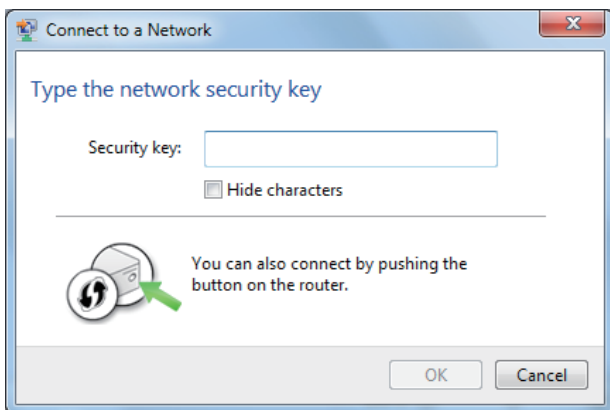 Connect to a Network
Type the network security key
Security key:
Hide characters
You can also connect by pushing the
button on the router.
OK
Cancel